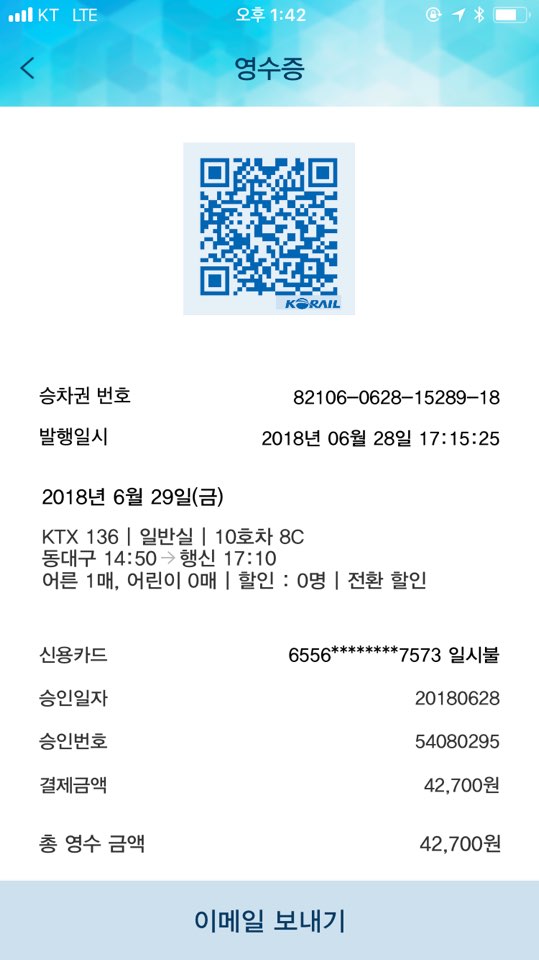 KT LTE 오후 1:42
영수증
KORAIL
승차권 번호 82106-0628-15289-18
발행일시 2018년 06월 28일 17:15:25
2018년 6월 29일(금)
KTX 136 | 일반실 | 10호차 8C
동대구 14:50→행신 17:10
어른 1매, 어린이 0매 | 할인 : 0명 | 전환 할인
신용카드 6556********7573 일시불
승인일자 20180628
승인번호 54080295
결제금액 42,700원
총 영수 금액 42,700원
이메일 보내기